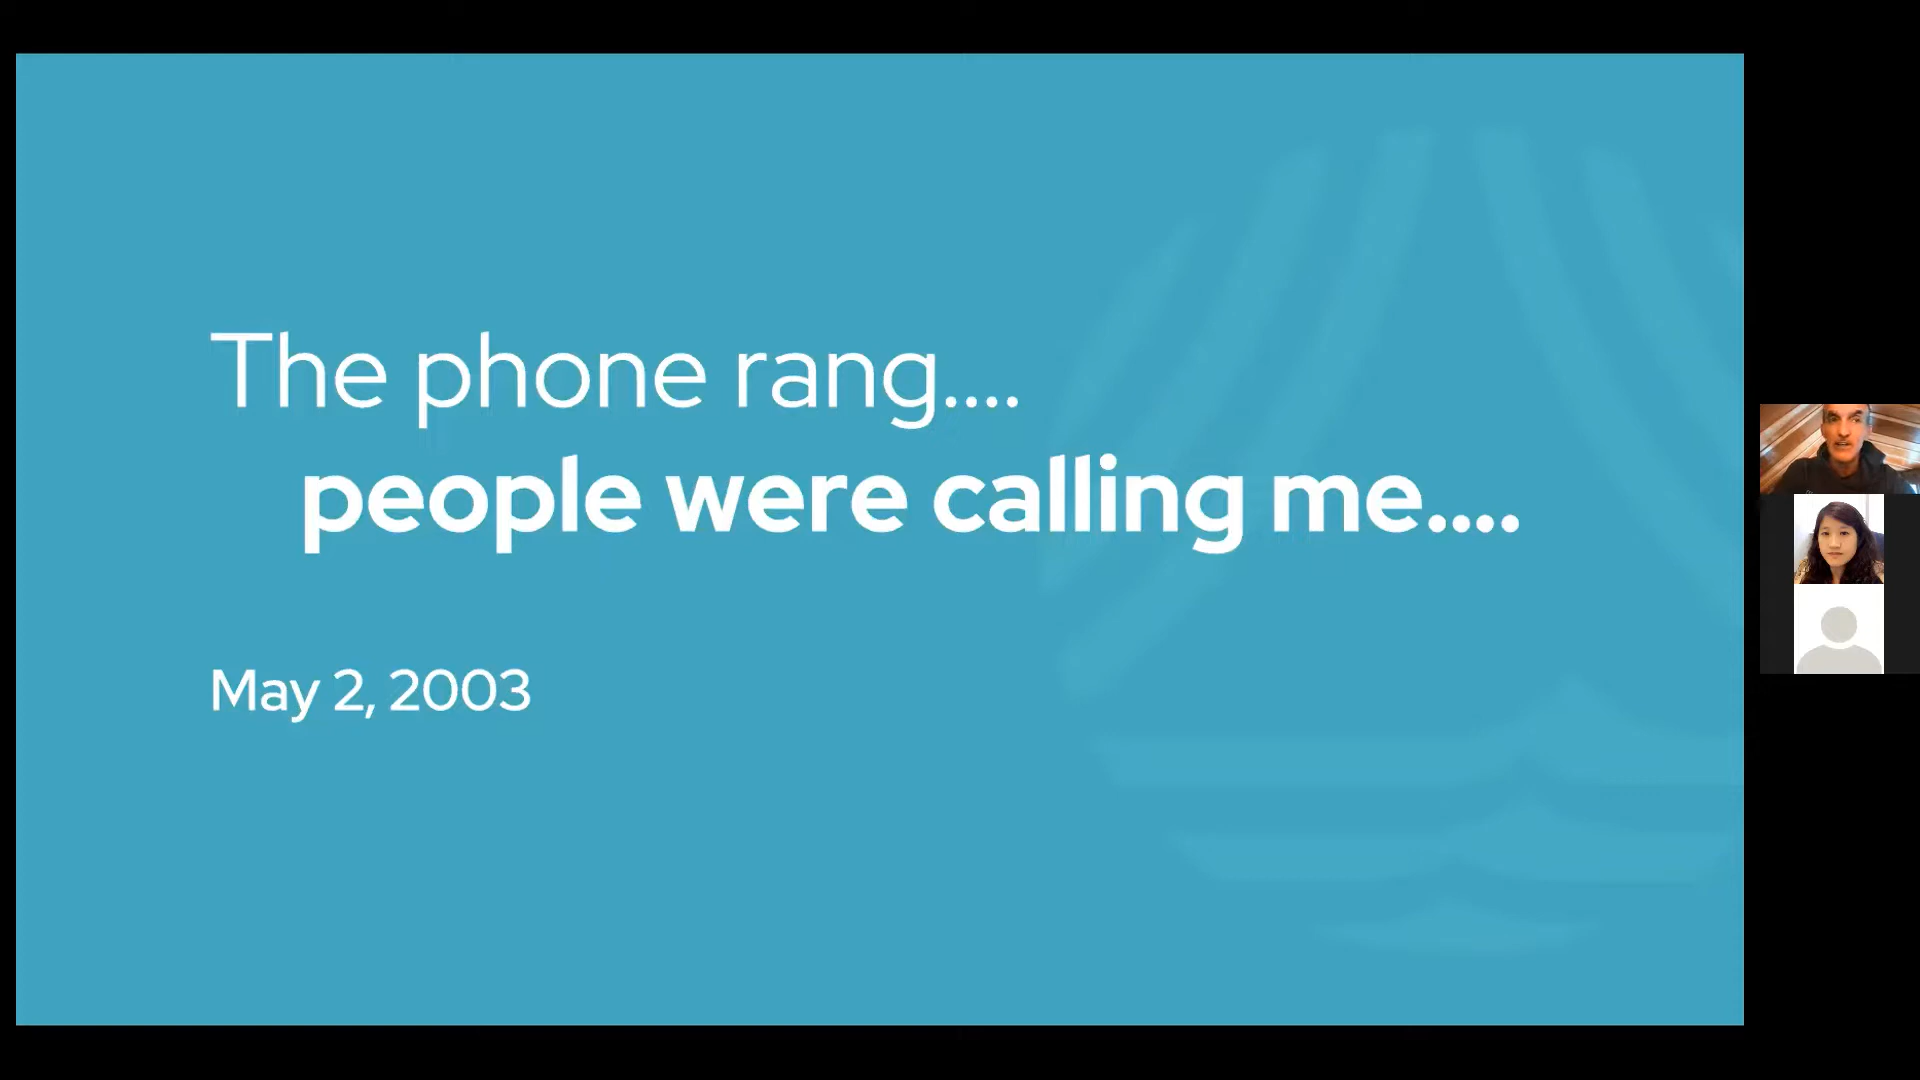 The phone rang....
people were calling me....
May 2, 2003